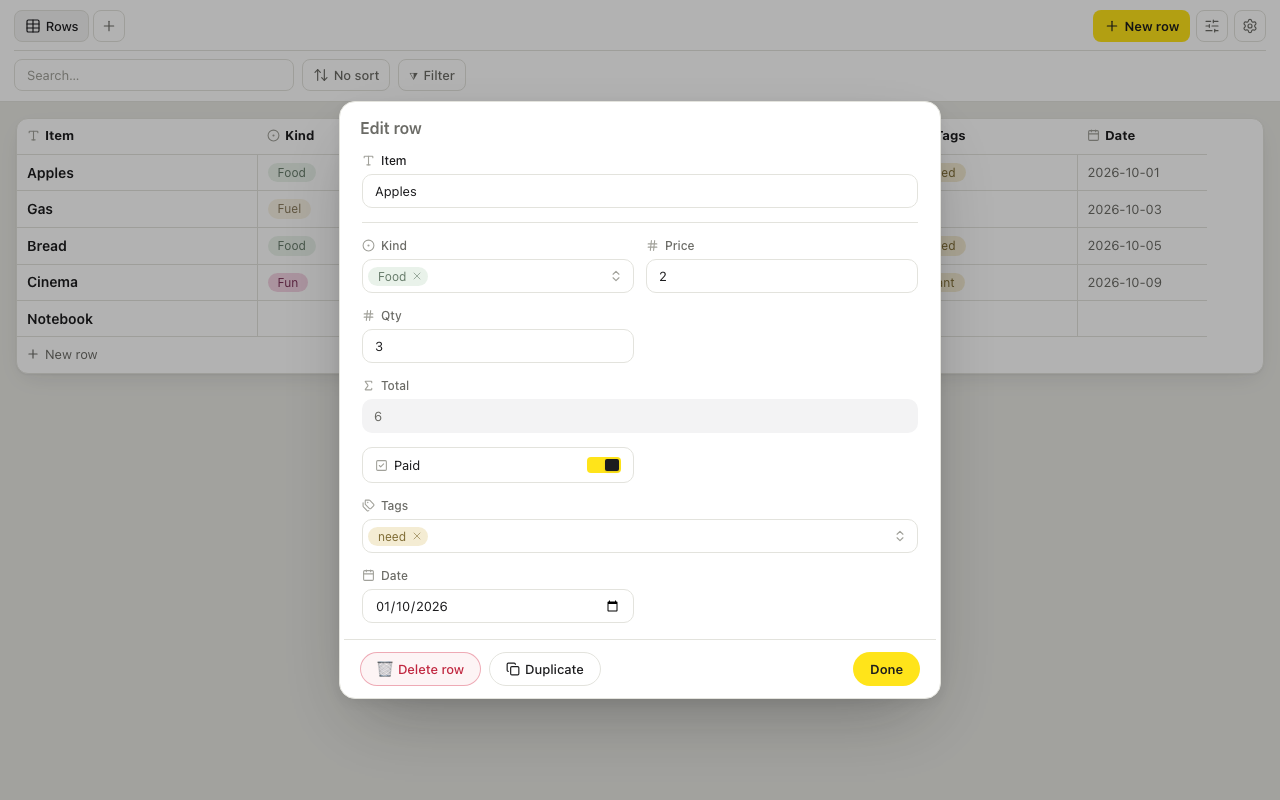 Rows
New row
Search...
No sort
Filter
Item
Kind
Date
Apples
Food
2026-10-01
Gas
Fuel
2026-10-03
Bread
Food
2026-10-05
Cinema
Fun
2026-10-09
Notebook
New row
Edit row
Item
Apples
Kind
Price
Food
2
Qty
3
Total
6
Paid
Tags
need
Date
01/10/2026
Delete row
Duplicate
Done